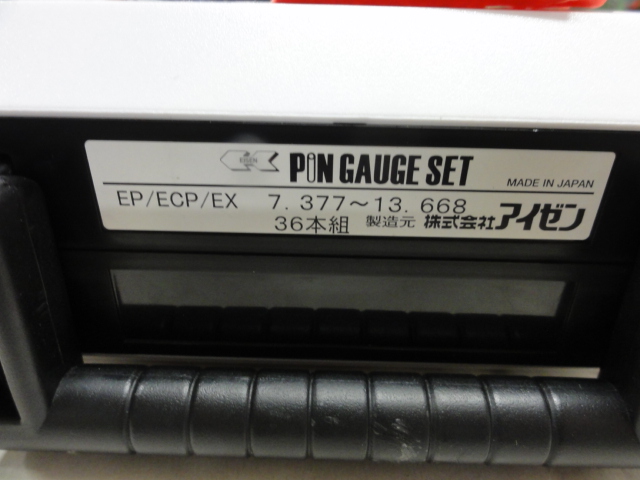 EISEN
PiN GAUGE SET
MADE IN JAPAN
EP/ECP/EX 7.377~13.668
36本組 製造元 株式会社アイゼン